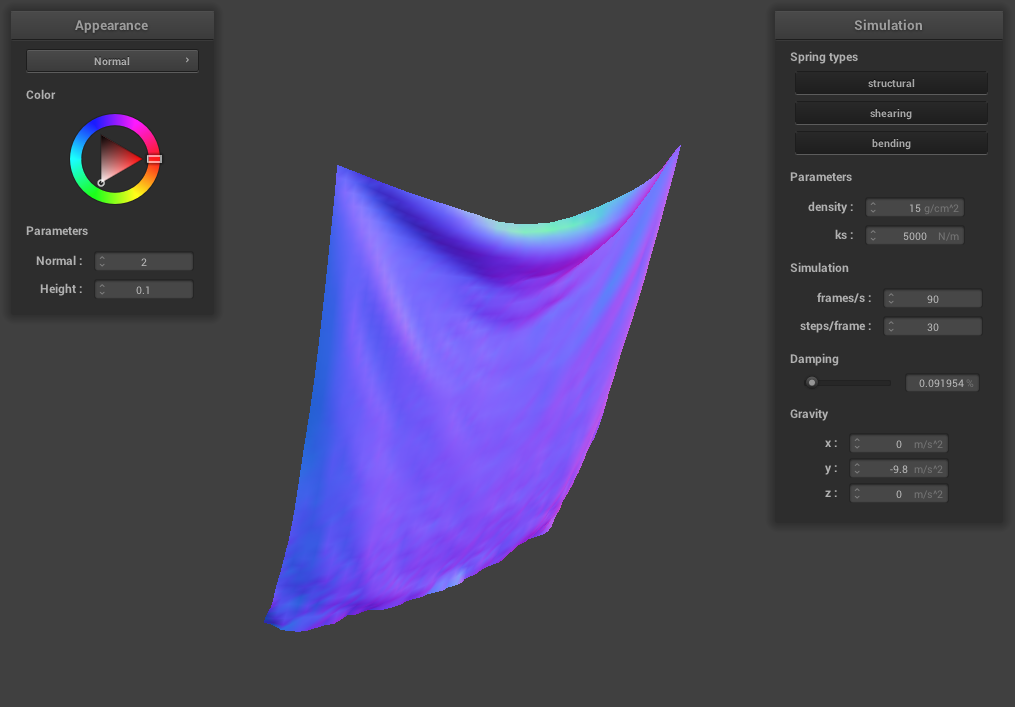 Appearance
Normal ›
Color
Parameters
Normal : 2
Height : 0.1
Simulation
Spring types
structural
shearing
bending
Parameters
density : 15 g/cm^2
ks : 5000 N/m
Simulation
frames/s : 90
steps/frame : 30
Damping
0.091954 %
Gravity
x : 0 m/s^2
y : -9.8 m/s^2
z : 0 m/s^2